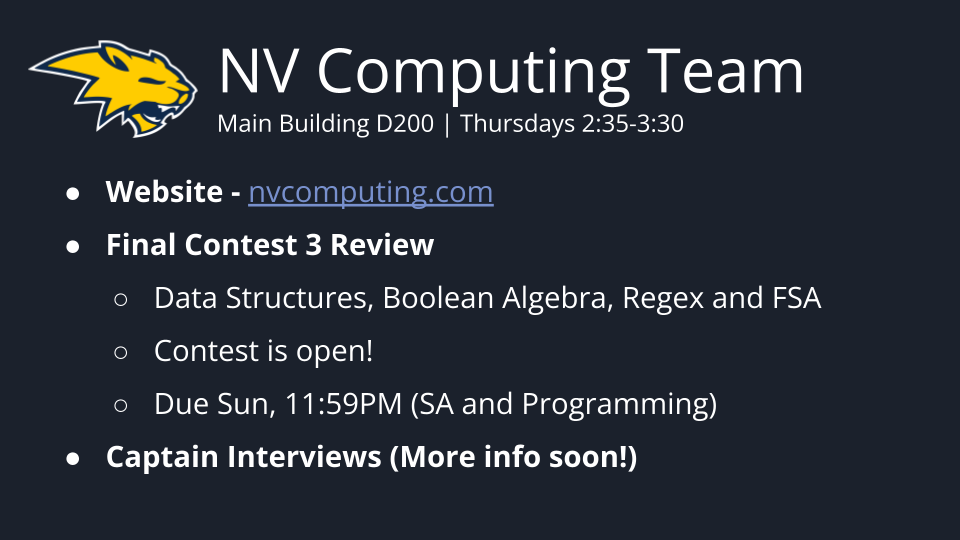 NV Computing Team
Main Building D200 | Thursdays 2:35-3:30
● Website - nvcomputing.com
● Final Contest 3 Review
○ Data Structures, Boolean Algebra, Regex and FSA
○ Contest is open!
○ Due Sun, 11:59PM (SA and Programming)
● Captain Interviews (More info soon!)